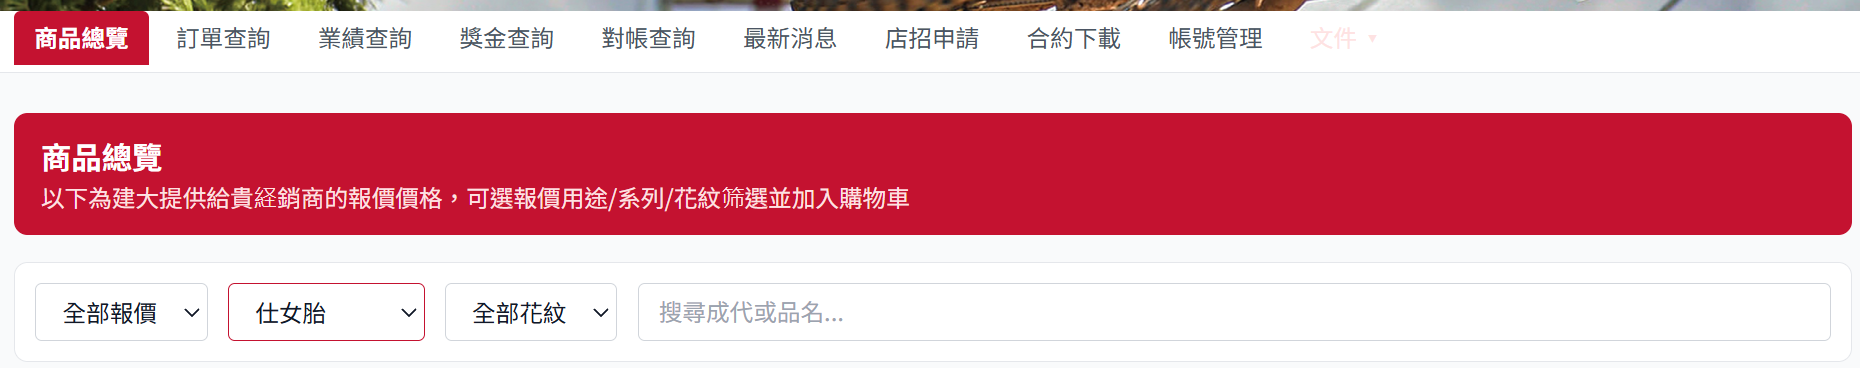 商品總覽 訂單查詢 業績查詢 獎金查詢 對帳查詢 最新消息 店招申請 合約下載 帳號管理 文件 ▼
商品總覽
以下為建大提供給貴経銷商的報價價格，可選報價用途/系列/花紋筛選並加入購物車
全部報價 仕女胎 全部花紋 搜尋成代或品名...